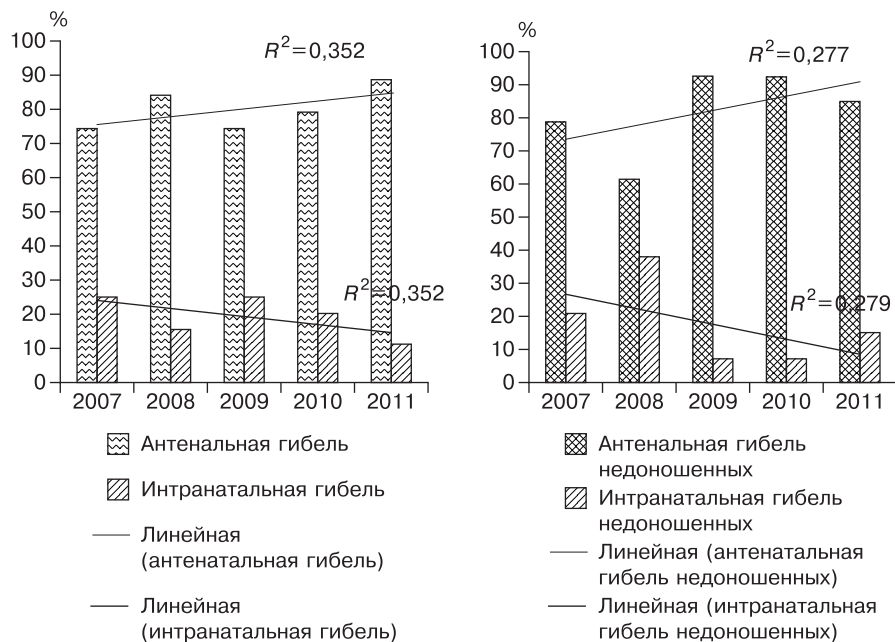 %
R²=0,352
100
90
80
70
60
50
40
30
20
10
0
R²=0,352
2007 2008 2009 2010 2011
Антенальная гибель
Интранатальная гибель
Линейная
(антенатальная гибель)
Линейная
(интранатальная гибель)
%
R²=0,277
100
90
80
70
60
50
40
30
20
10
0
R²=0,279
2007 2008 2009 2010 2011
Антенальная гибель
недоношенных
Интранатальная гибель
недоношенных
Линейная (антенатальная
гибель недоношенных)
Линейная (интранатальная
гибель недоношенных)